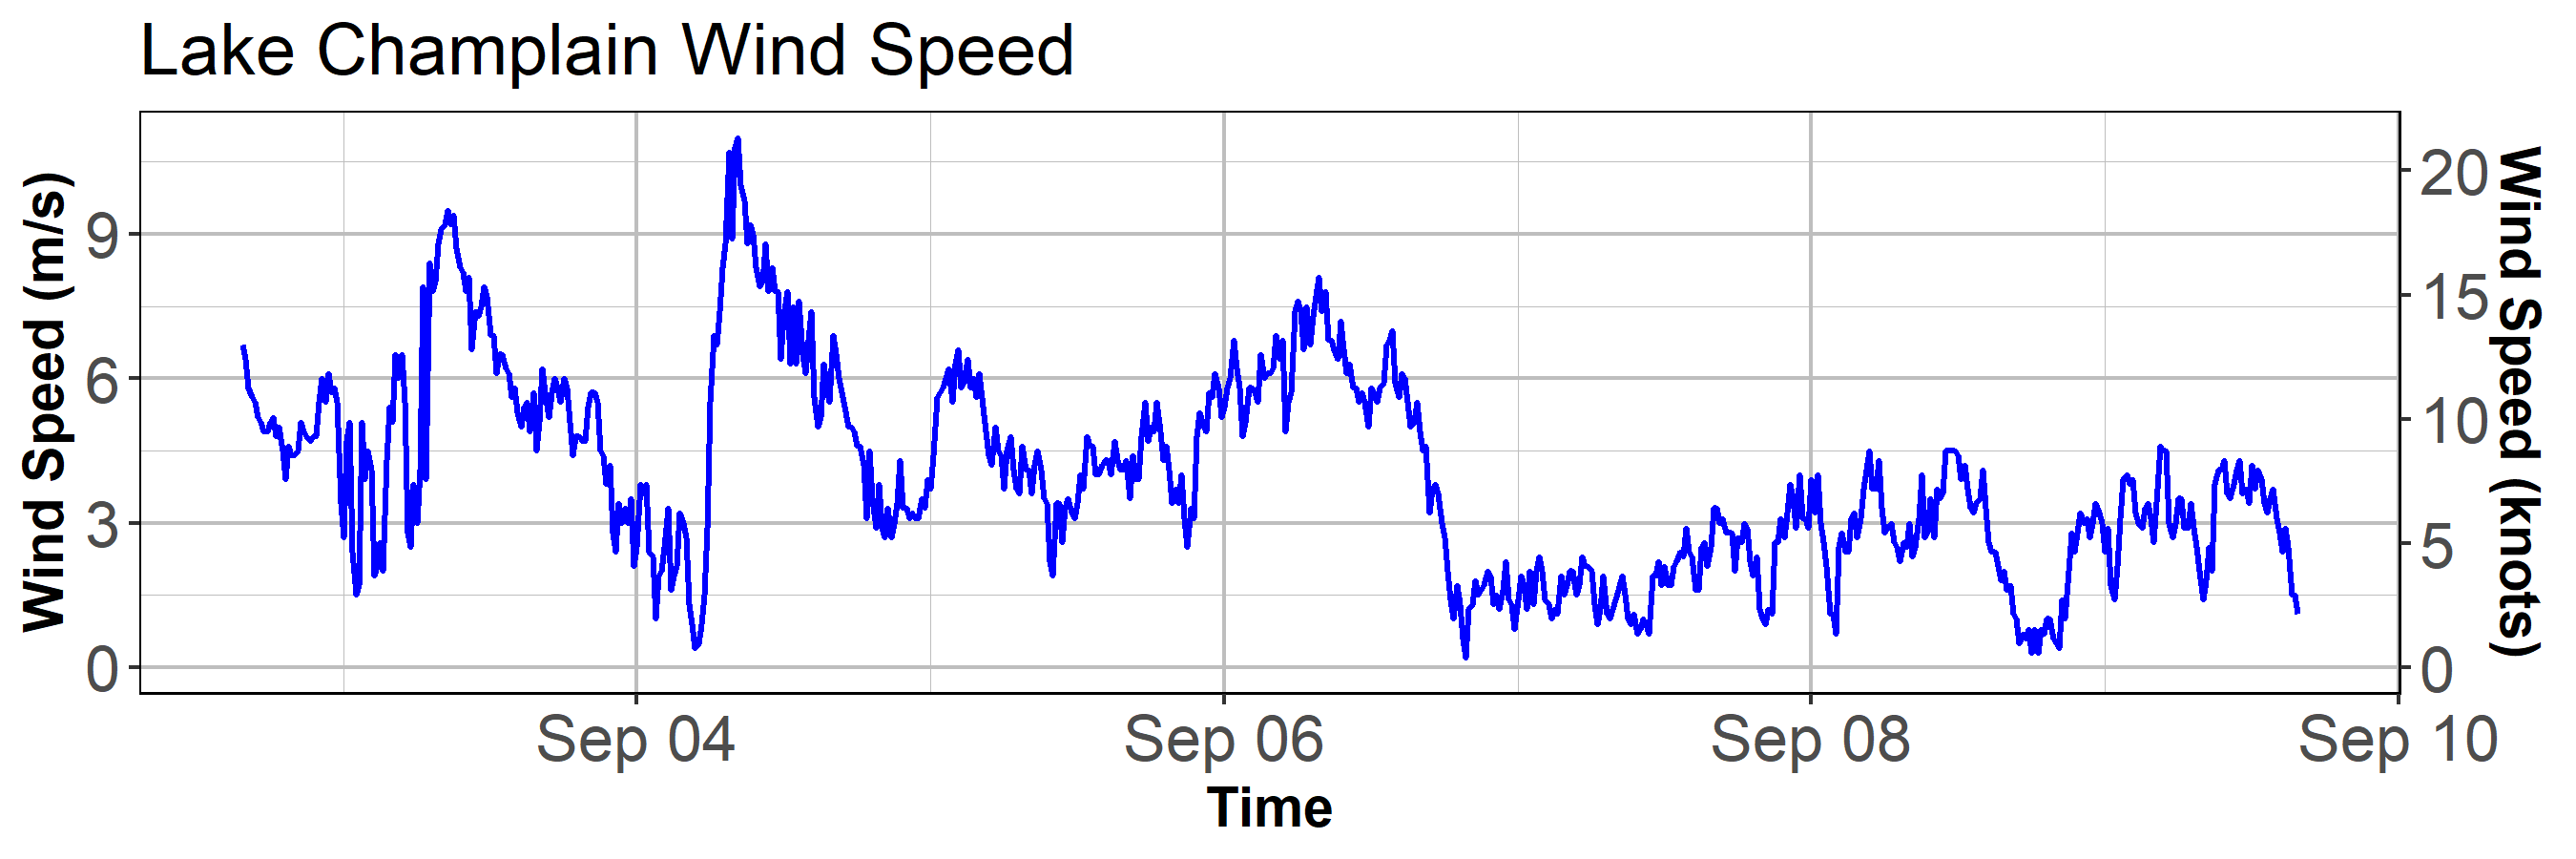 Lake Champlain Wind Speed
Wind Speed (m/s)
9
6
3
0
20
15
10
5
0
Wind Speed (knots)
Sep 04 Sep 06 Sep 08 Sep 10
Time